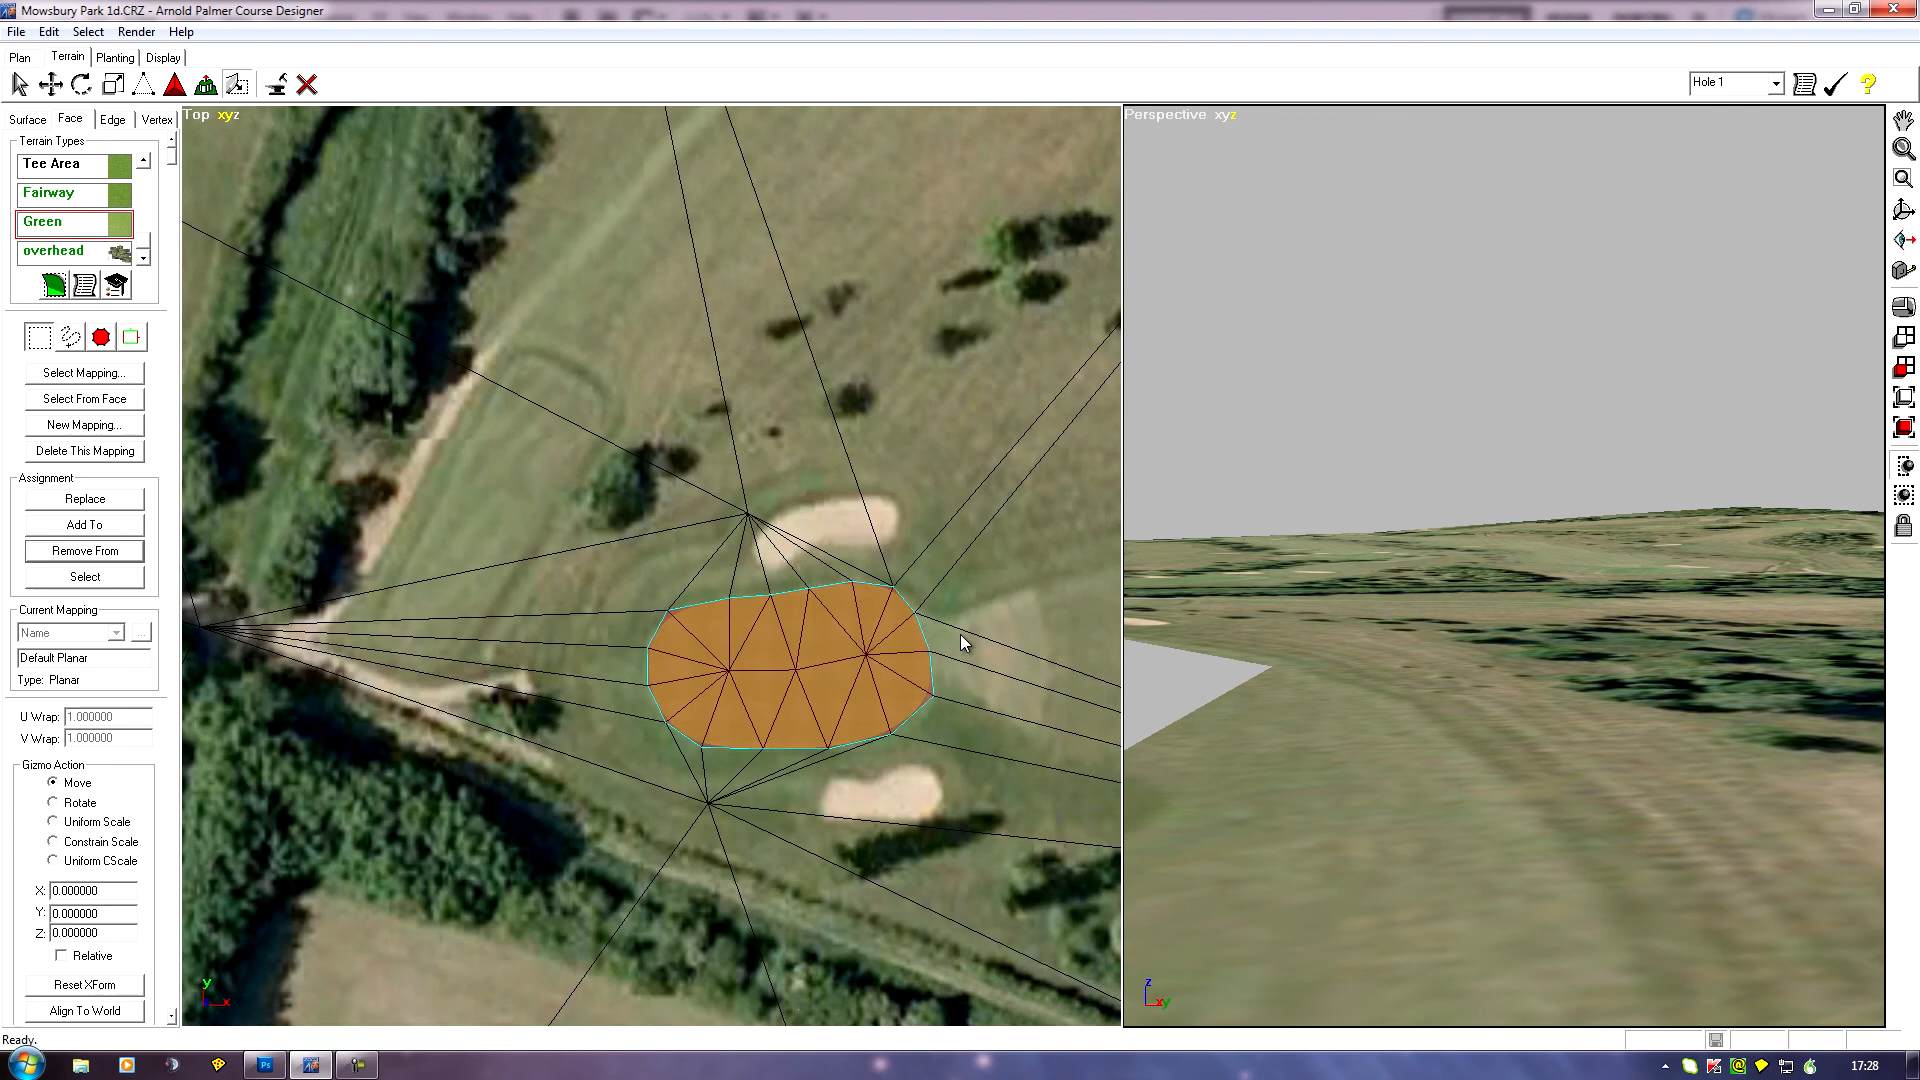 Mowsbury Park 1d.CRZ - Arnold Palmer Course Designer
File Edit Select Render Help
Plan Terrain Planting Display
Hole 1
Surface Face Edge Vertex
Top xyz
Perspective xyz
Terrain Types
Tee Area
Fairway
Green
overhead
Select Mapping...
Select From Face
New Mapping...
Delete This Mapping
Assignment
Replace
Add To
Remove From
Select
Current Mapping
Name ...
Default Planar
Type: Planar
U Wrap: 1.000000
V Wrap: 1.000000
Gizmo Action
Move
Rotate
Uniform Scale
Constrain Scale
Uniform CScale
X: 0.000000
Y: 0.000000
Z: 0.000000
Relative
Reset XForm
Align To World
y
x
z
xy
Ready.
Ps
17:28